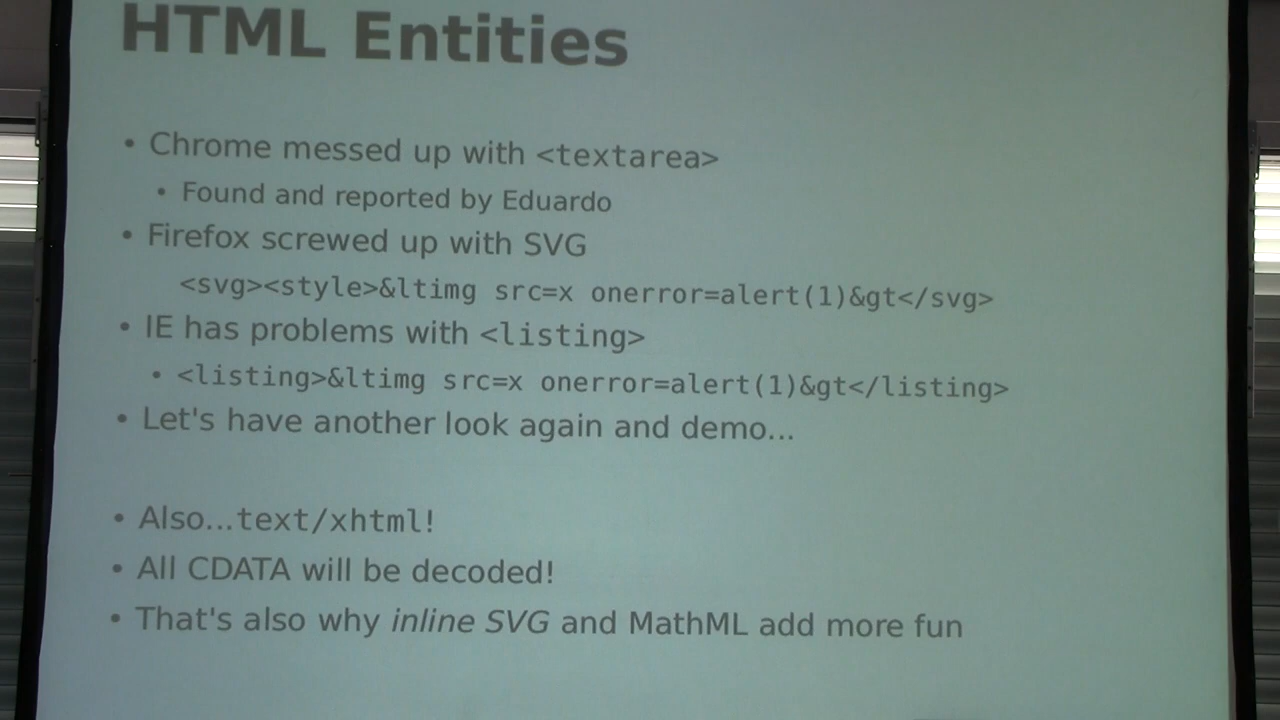 HTML Entities
• Chrome messed up with <textarea>
• Found and reported by Eduardo
• Firefox screwed up with SVG
<svg><style>&ltimg src=x onerror=alert(1)&gt</svg>
• IE has problems with <listing>
• <listing>&ltimg src=x onerror=alert(1)&gt</listing>
• Let's have another look again and demo...
• Also...text/xhtml!
• All CDATA will be decoded!
• That's also why inline SVG and MathML add more fun